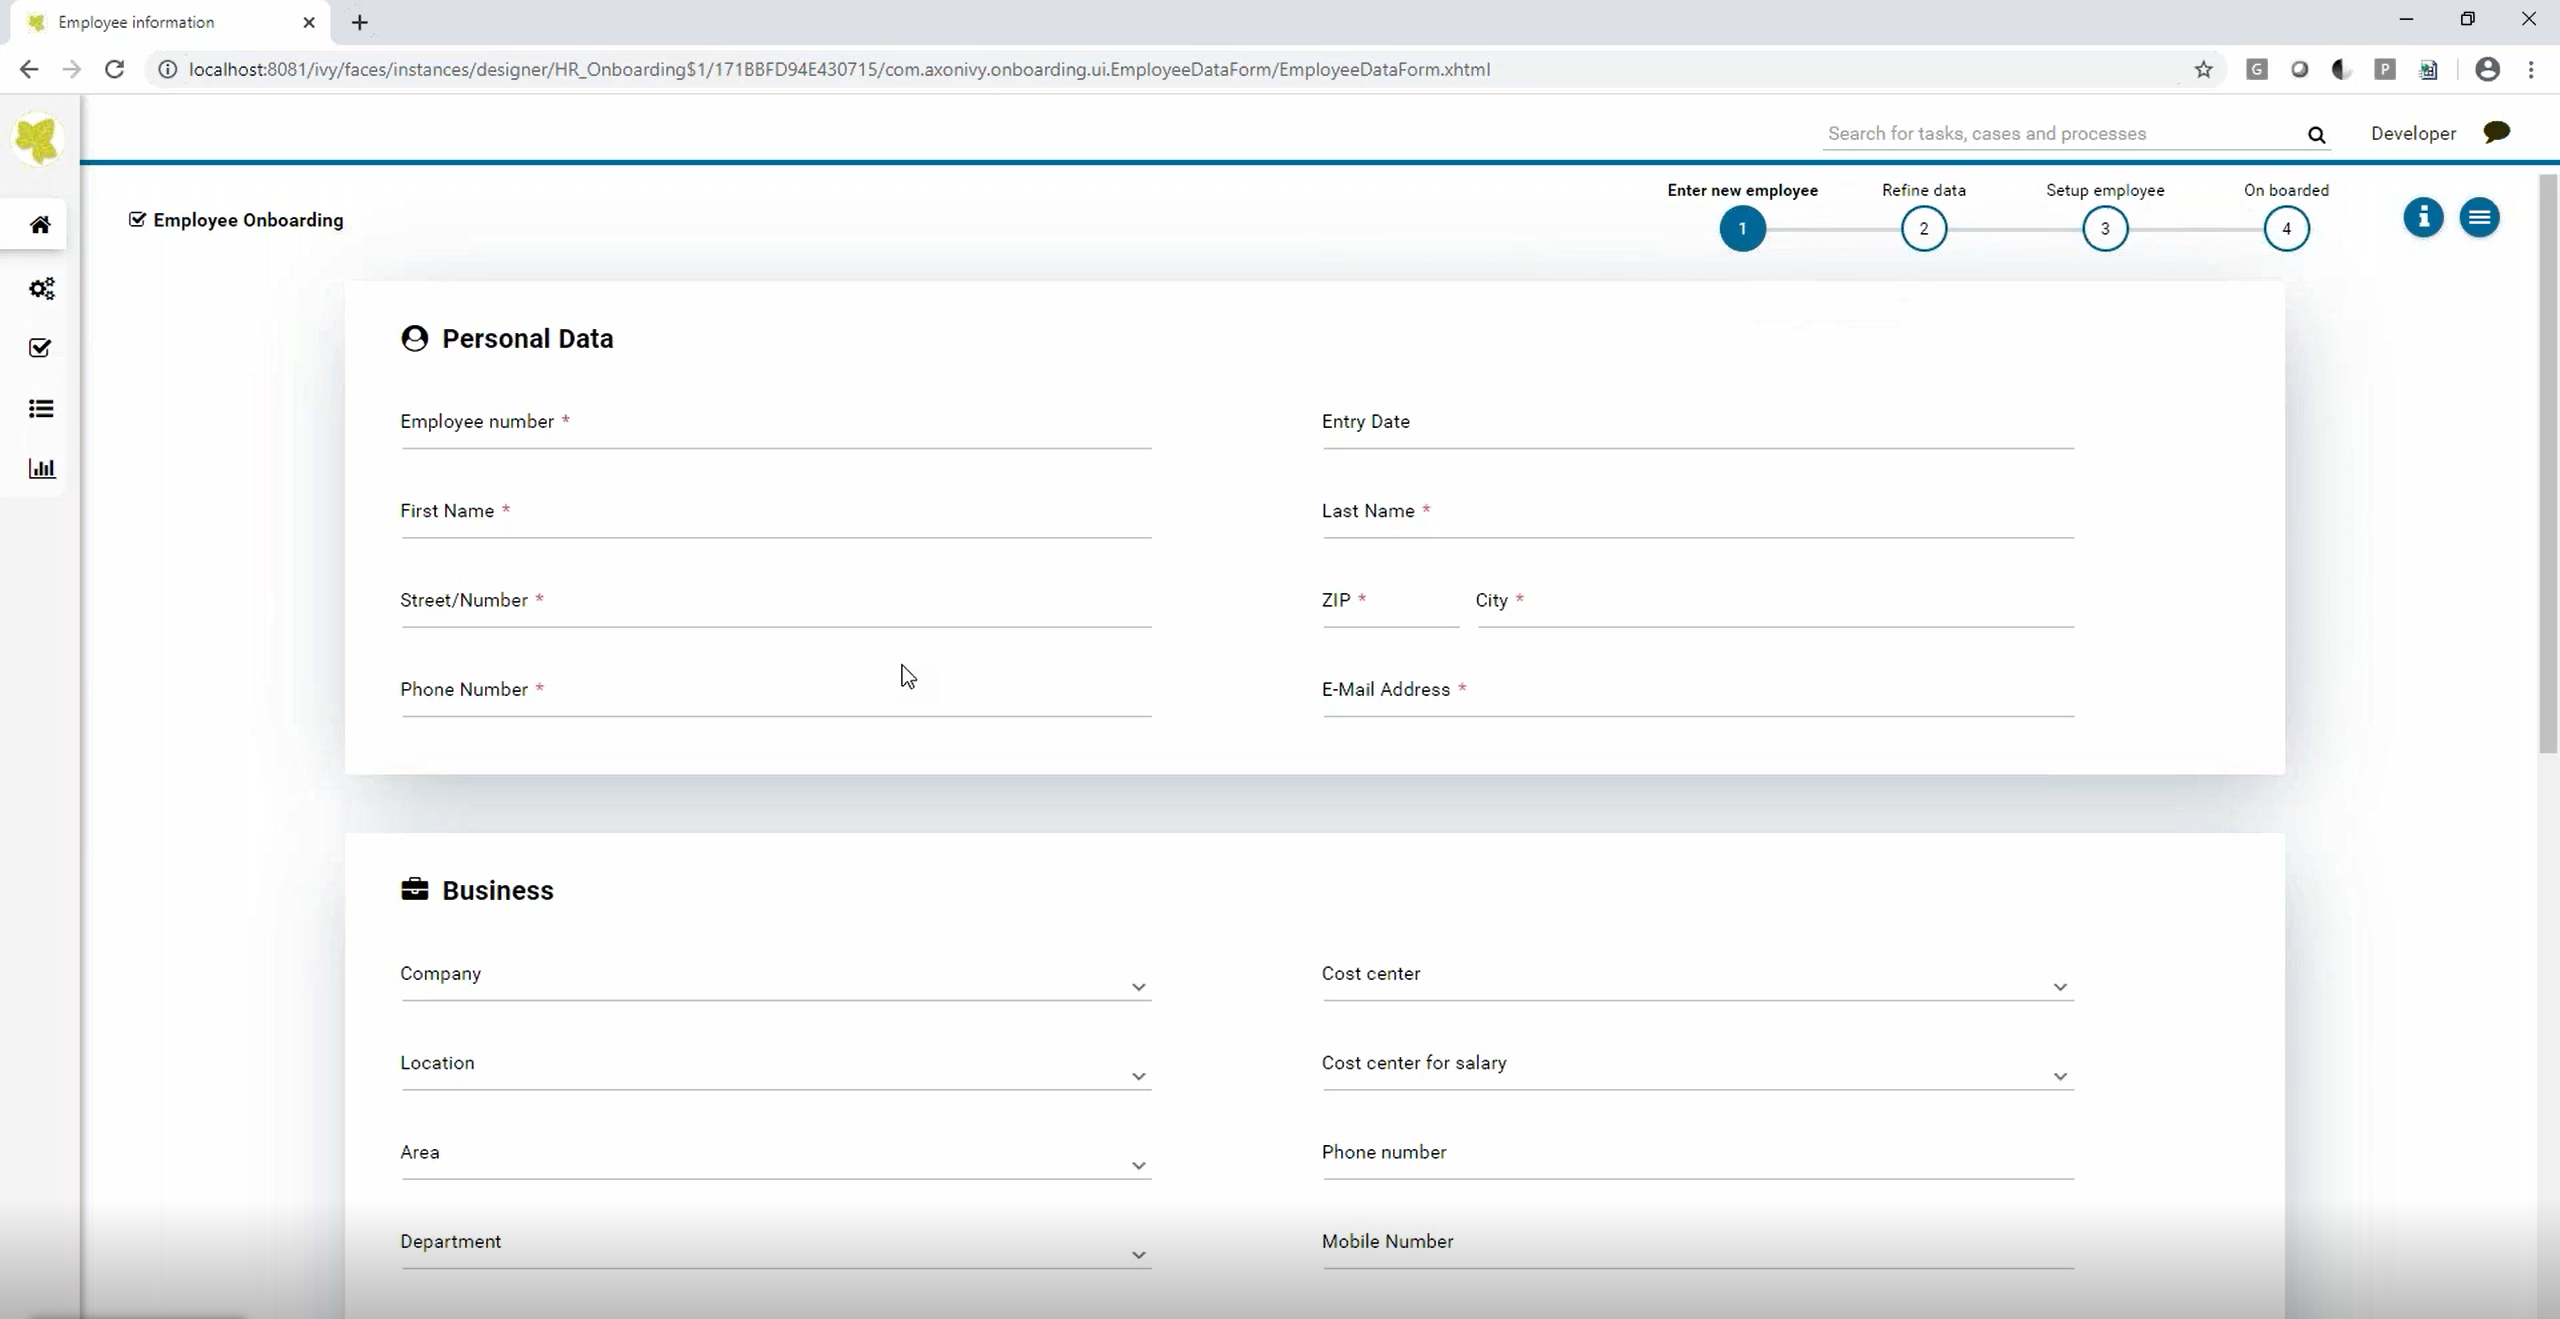 Employee information
localhost:8081/ivy/faces/instances/designer/HR_Onboarding$1/171BBFD94E430715/com.axonivy.onboarding.ui.EmployeeDataForm/EmployeeDataForm.xhtml
G P
Search for tasks, cases and processes Developer
Enter new employee Refine data Setup employee On boarded
Employee Onboarding
1 2 3 4
Personal Data
Employee number * Entry Date
First Name * Last Name *
Street/Number * ZIP * City *
Phone Number * E-Mail Address *
Business
Company Cost center
Location Cost center for salary
Area Phone number
Department Mobile Number